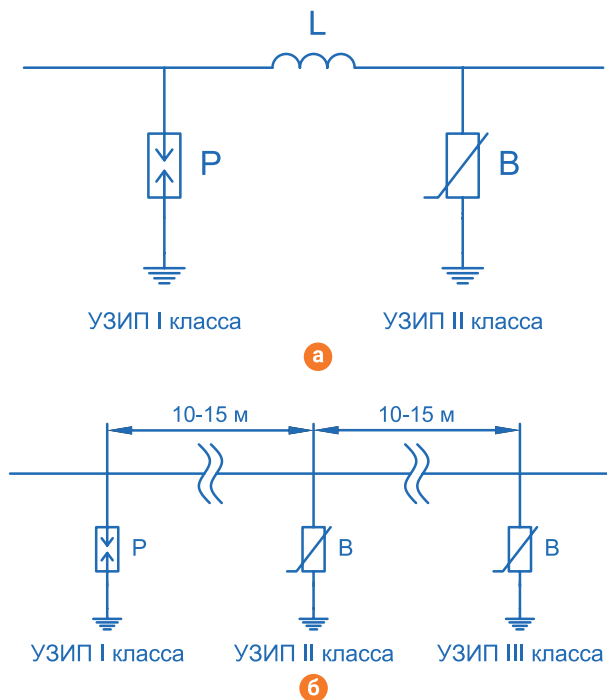 L
P
B
УЗИП I класса
УЗИП II класса
а
10-15 м
10-15 м
P
B
B
УЗИП I класса
УЗИП II класса
УЗИП III класса
б